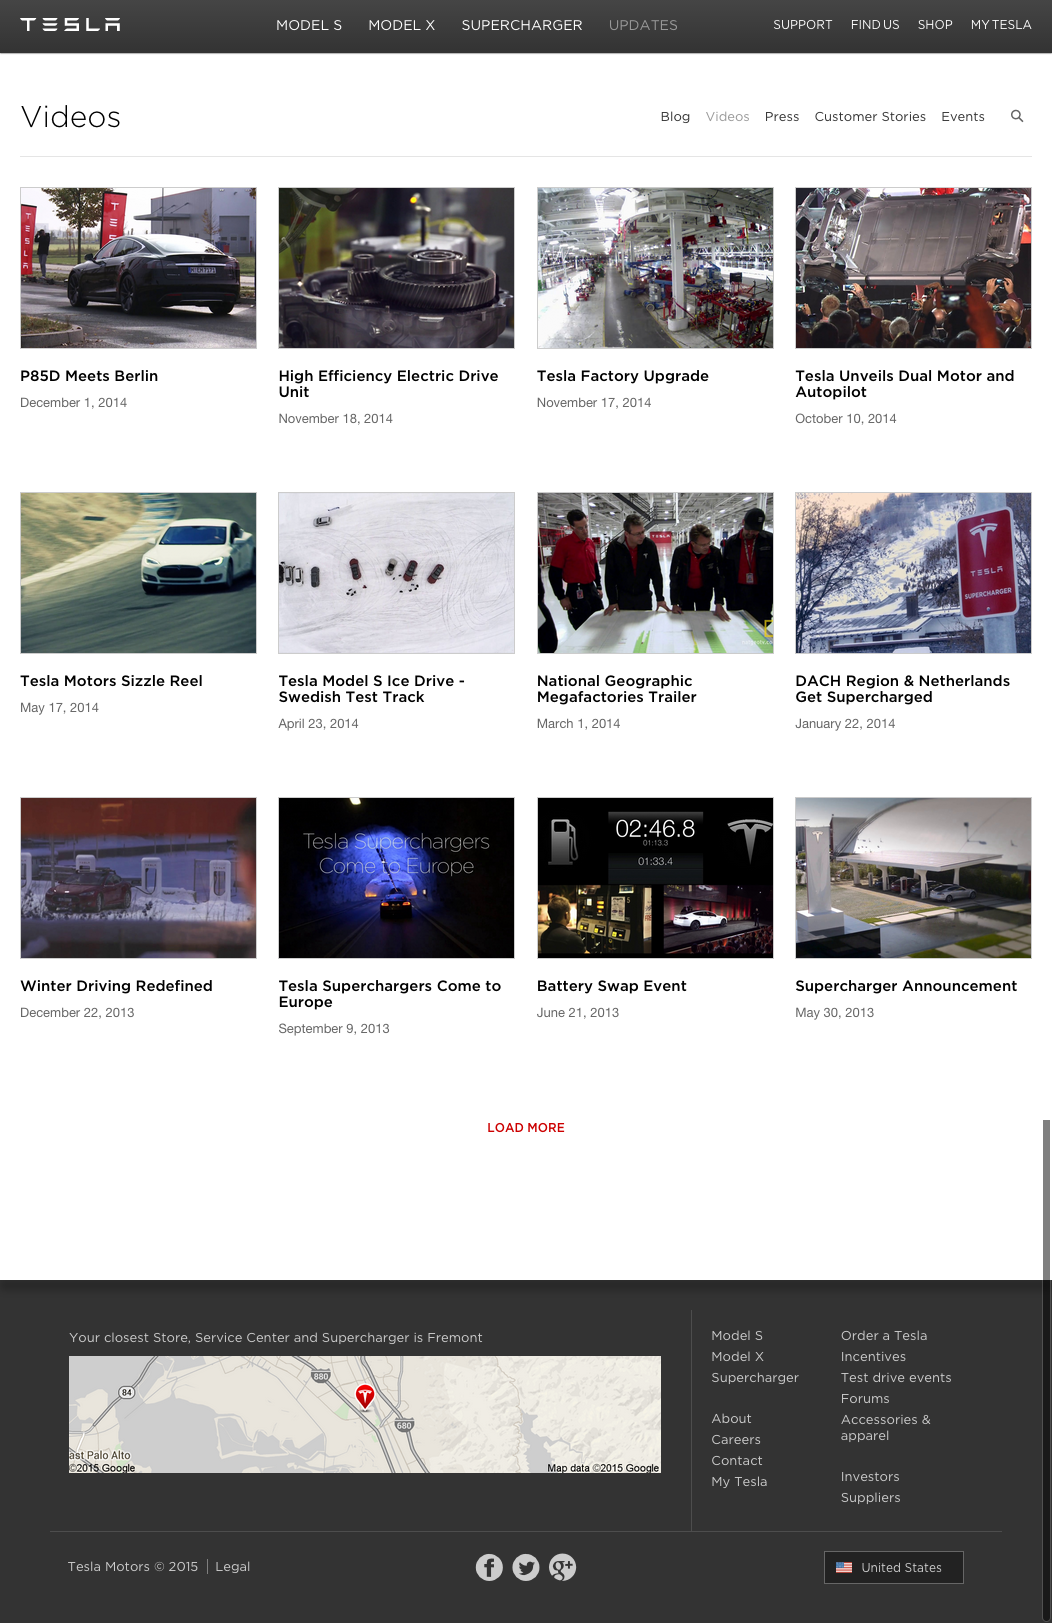 TESLA
MODEL S MODEL X SUPERCHARGER UPDATES
SUPPORT FIND US SHOP MY TESLA
Videos
Blog Videos Press Customer Stories Events
P85D Meets Berlin
December 1, 2014
High Efficiency Electric Drive
Unit
November 18, 2014
Tesla Factory Upgrade
November 17, 2014
Tesla Unveils Dual Motor and
Autopilot
October 10, 2014
TESLA
TESLA
SUPERCHARGER
Tesla Motors Sizzle Reel
May 17, 2014
Tesla Model S Ice Drive -
Swedish Test Track
April 23, 2014
National Geographic
Megafactories Trailer
March 1, 2014
DACH Region & Netherlands
Get Supercharged
January 22, 2014
Tesla Superchargers
Come to Europe
02:46.8
01:13.3
01:33.4
Winter Driving Redefined
December 22, 2013
Tesla Superchargers Come to
Europe
September 9, 2013
Battery Swap Event
June 21, 2013
Supercharger Announcement
May 30, 2013
LOAD MORE
Your closest Store, Service Center and Supercharger is Fremont
84
880
680
ast Palo Alto
©2015 Google
Map data ©2015 Google
Model S
Model X
Supercharger
About
Careers
Contact
My Tesla
Order a Tesla
Incentives
Test drive events
Forums
Accessories &
apparel
Investors
Suppliers
Tesla Motors © 2015 | Legal
United States